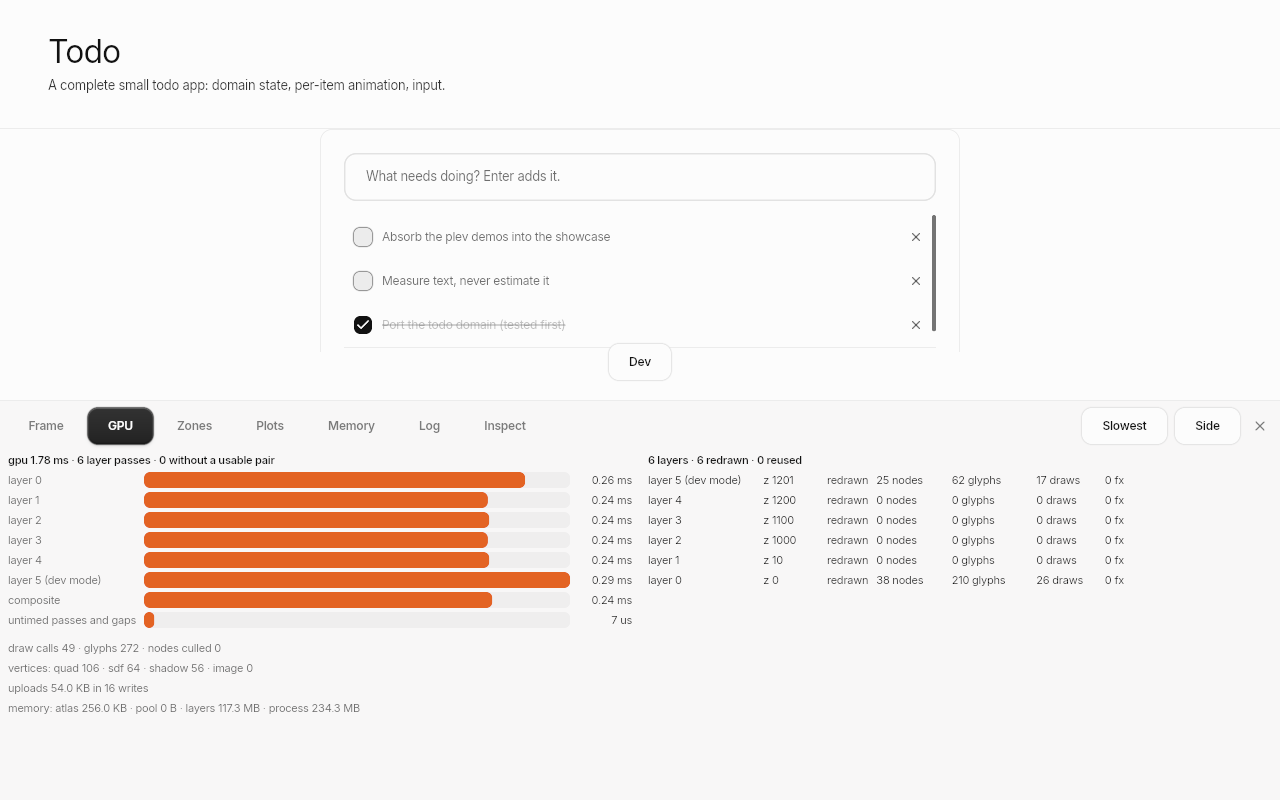 Todo
A complete small todo app: domain state, per-item animation, input.
What needs doing? Enter adds it.
Absorb the plev demos into the showcase
Measure text, never estimate it
Port the todo domain (tested first)
Dev
Frame GPU Zones Plots Memory Log Inspect Slowest Side
gpu 1.78 ms · 6 layer passes · 0 without a usable pair
layer 0 0.26 ms
layer 1 0.24 ms
layer 2 0.24 ms
layer 3 0.24 ms
layer 4 0.24 ms
layer 5 (dev mode) 0.29 ms
composite 0.24 ms
untimed passes and gaps 7 us
draw calls 49 · glyphs 272 · nodes culled 0
vertices: quad 106 · sdf 64 · shadow 56 · image 0
uploads 54.0 KB in 16 writes
memory: atlas 256.0 KB · pool 0 B · layers 117.3 MB · process 234.3 MB
6 layers · 6 redrawn · 0 reused
layer 5 (dev mode) z 1201 redrawn 25 nodes 62 glyphs 17 draws 0 fx
layer 4 z 1200 redrawn 0 nodes 0 glyphs 0 draws 0 fx
layer 3 z 1100 redrawn 0 nodes 0 glyphs 0 draws 0 fx
layer 2 z 1000 redrawn 0 nodes 0 glyphs 0 draws 0 fx
layer 1 z 10 redrawn 0 nodes 0 glyphs 0 draws 0 fx
layer 0 z 0 redrawn 38 nodes 210 glyphs 26 draws 0 fx